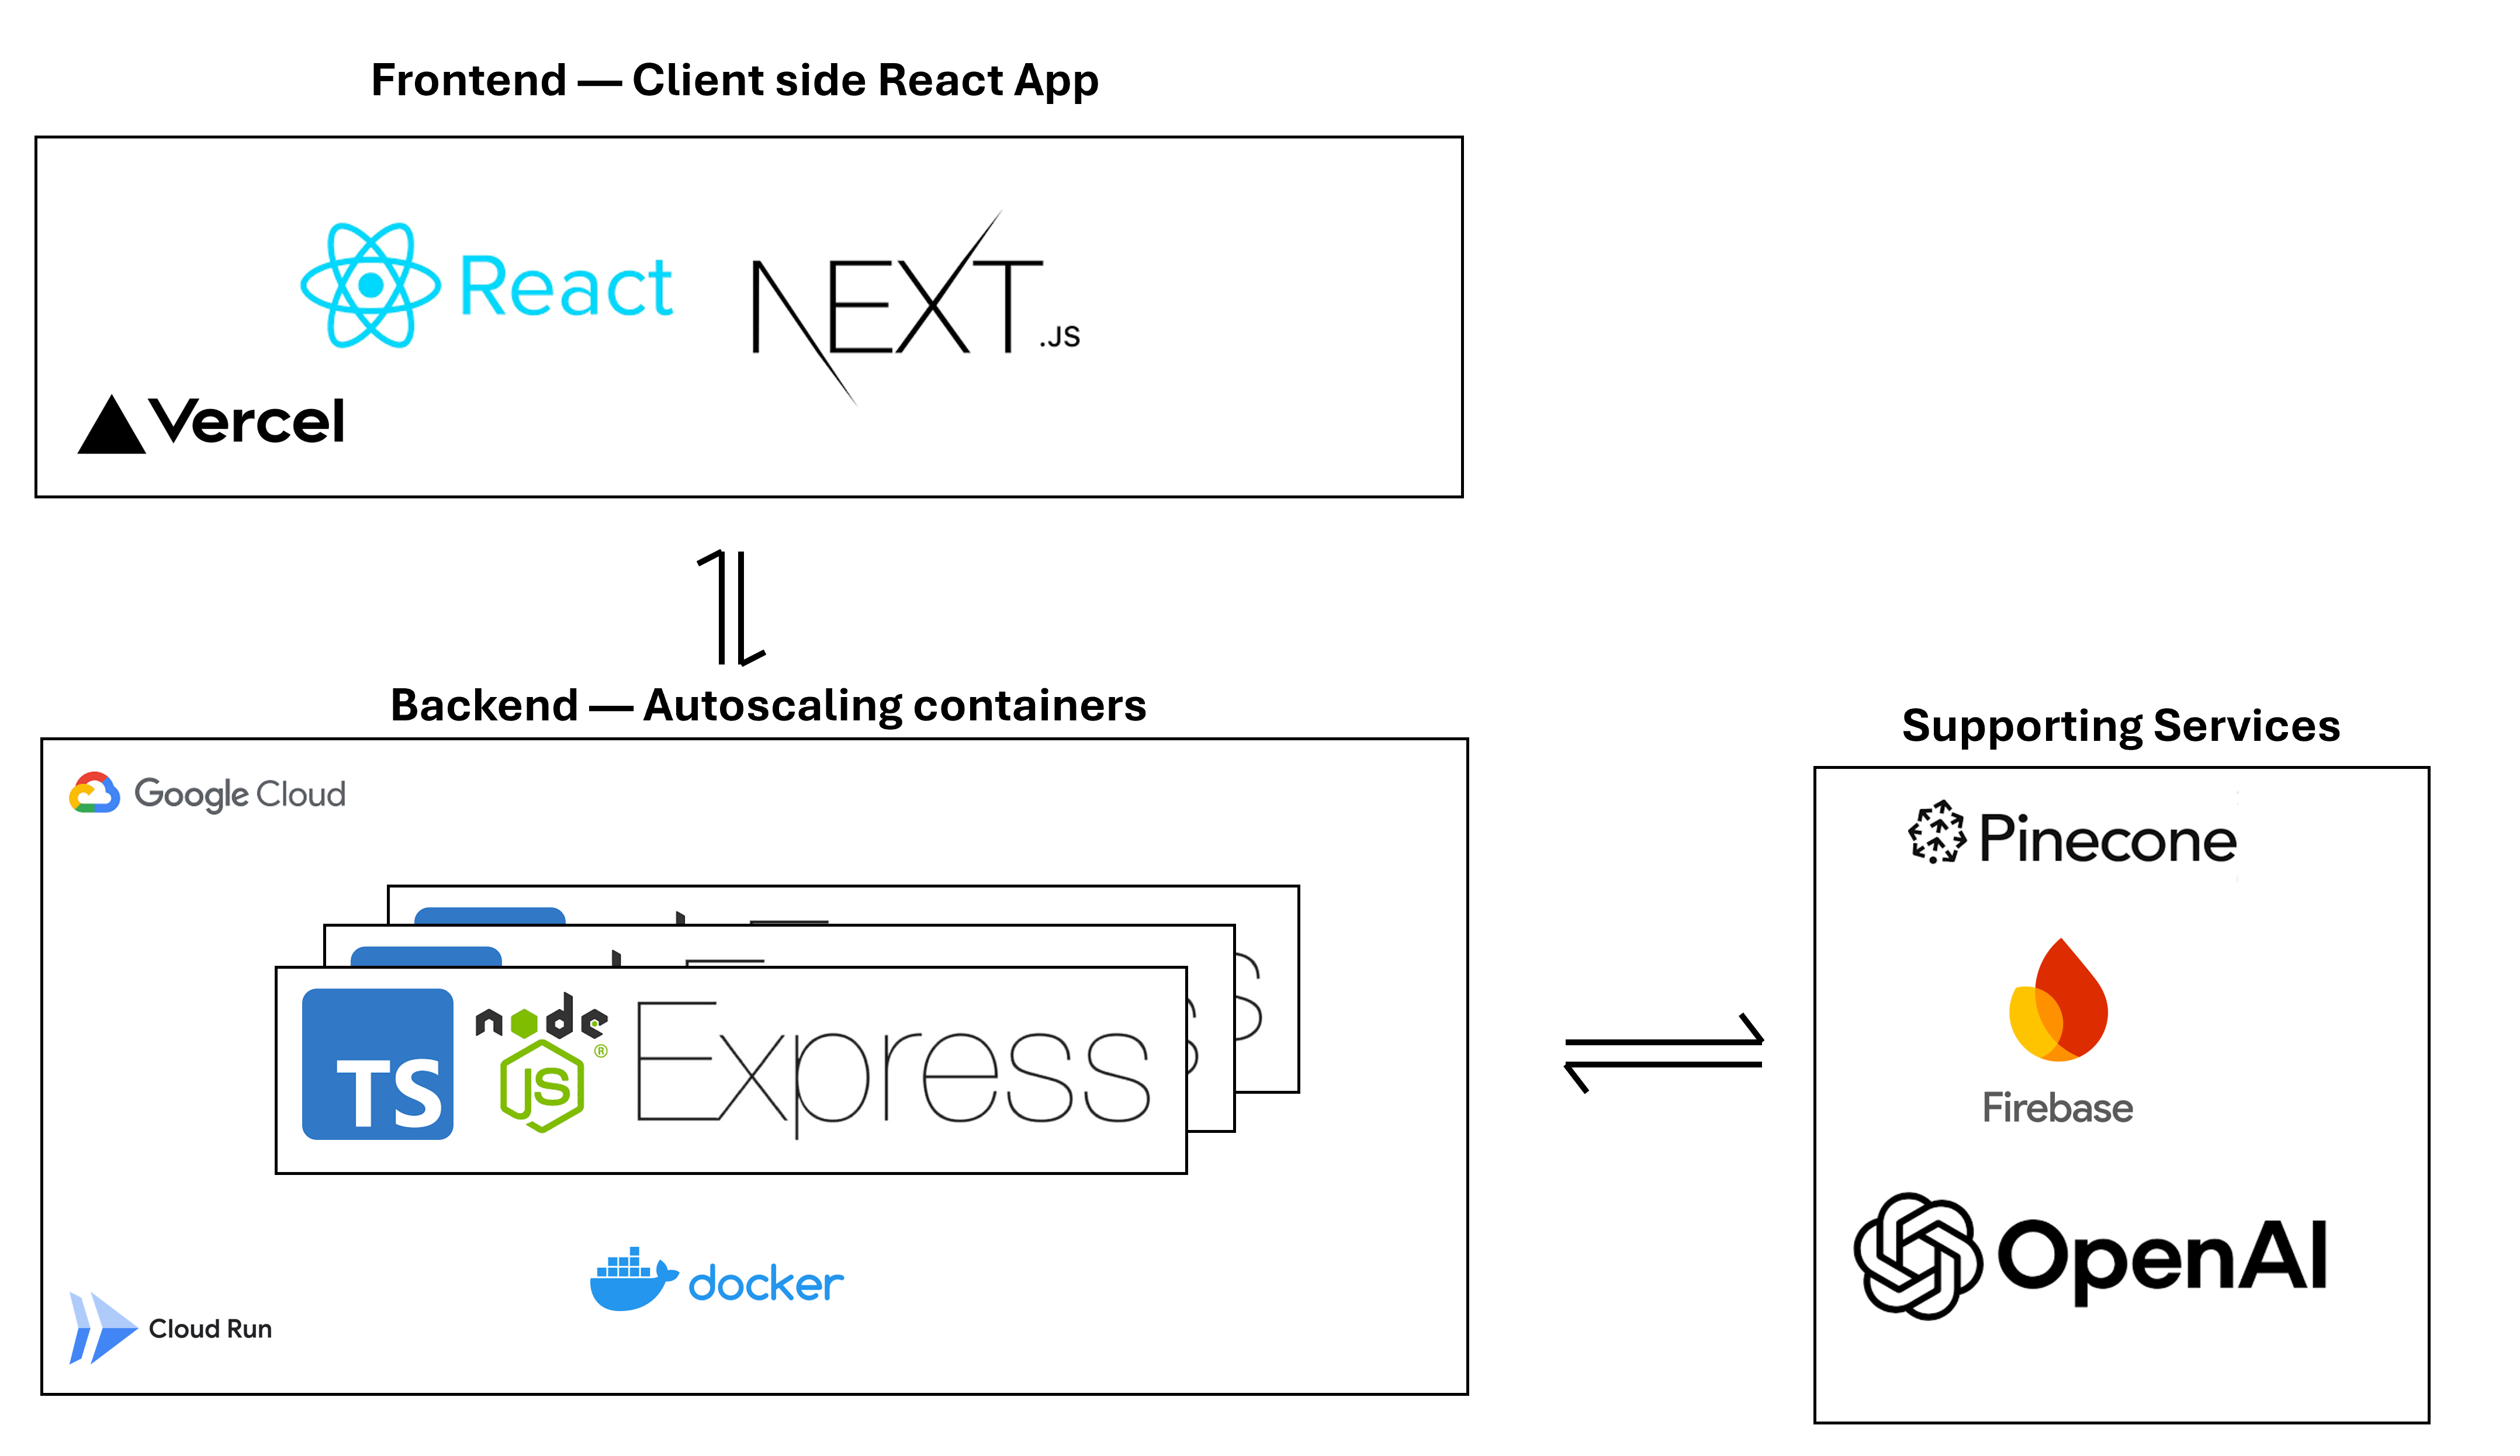 Frontend — Client side React App
React
NEXT.JS
Vercel
Backend — Autoscaling containers
Google Cloud
TS
node
JS
®
Express
docker
Cloud Run
Supporting Services
Pinecone
Firebase
OpenAI